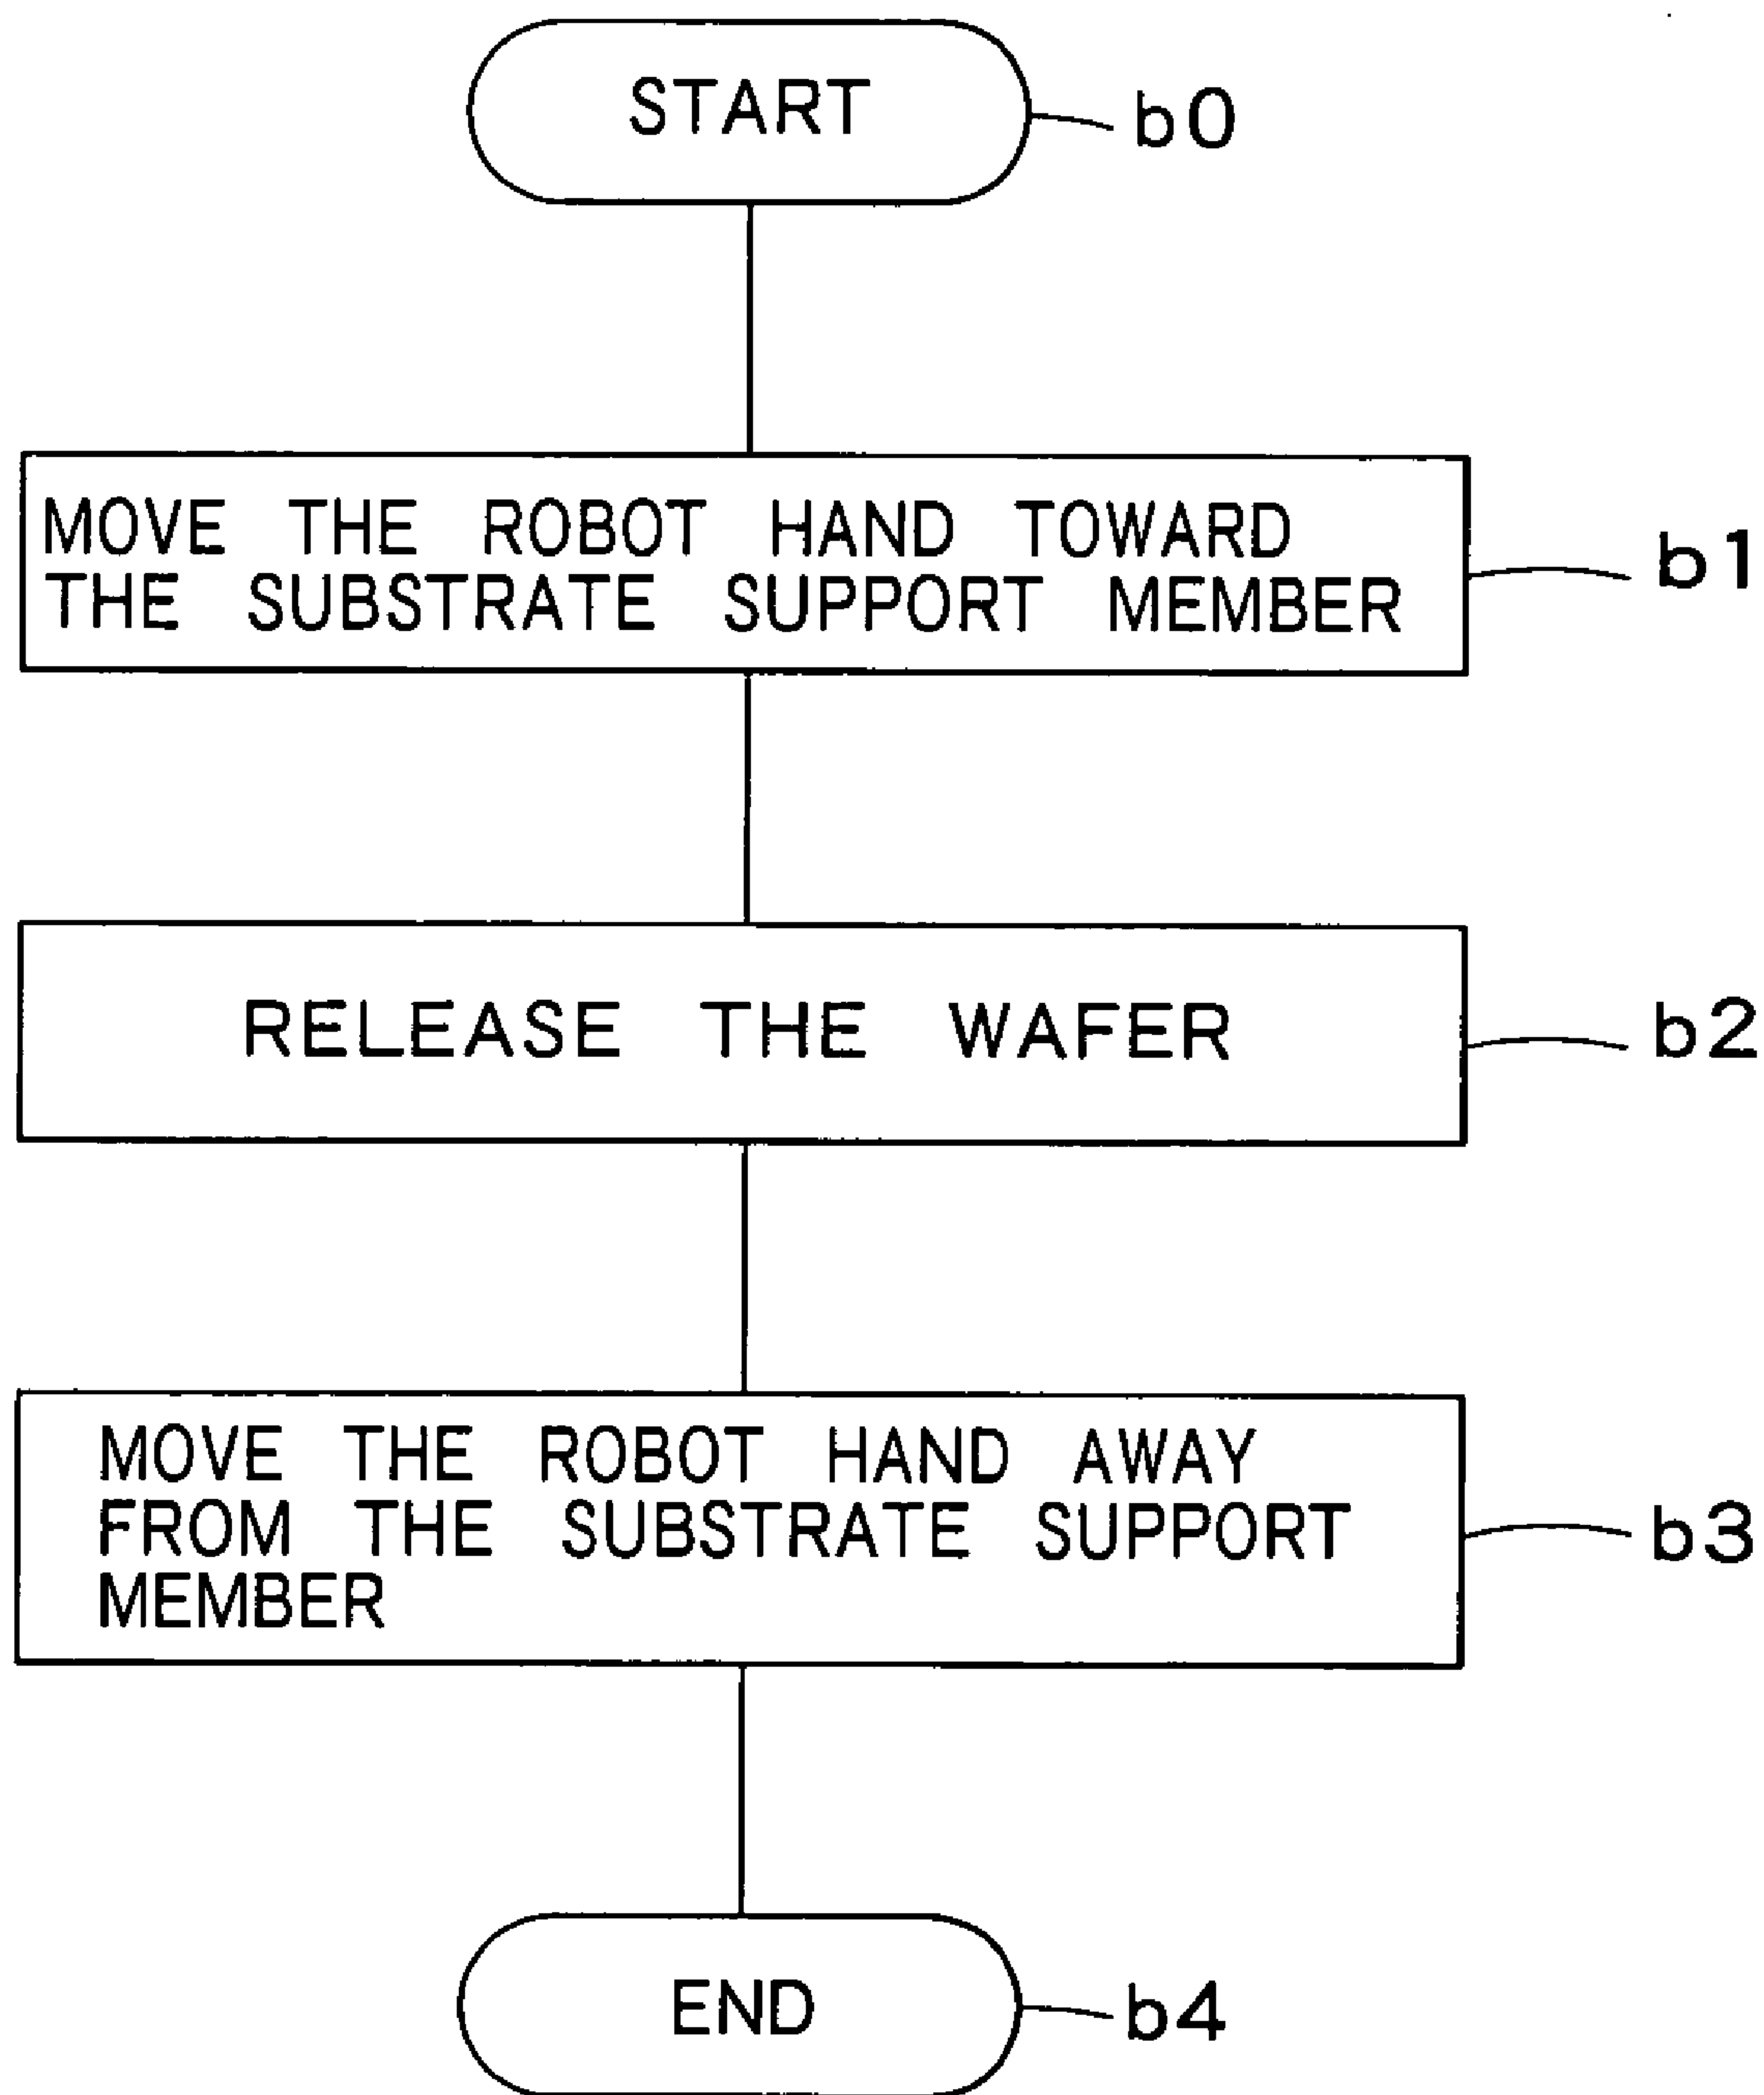 START
b0
MOVE THE ROBOT HAND TOWARD
THE SUBSTRATE SUPPORT MEMBER
b1
RELEASE THE WAFER
b2
MOVE THE ROBOT HAND AWAY
FROM THE SUBSTRATE SUPPORT
MEMBER
b3
END
b4